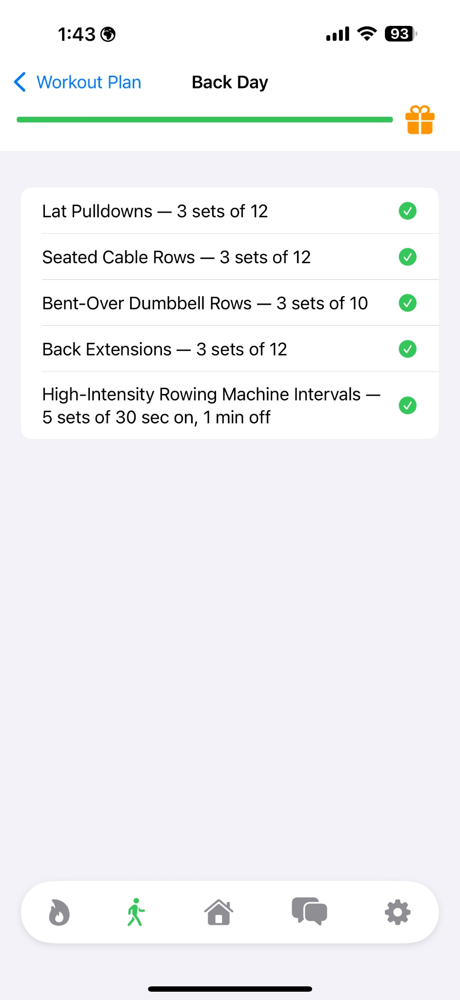 1:43
93
Workout Plan
Back Day
Lat Pulldowns — 3 sets of 12
Seated Cable Rows — 3 sets of 12
Bent-Over Dumbbell Rows — 3 sets of 10
Back Extensions — 3 sets of 12
High-Intensity Rowing Machine Intervals —
5 sets of 30 sec on, 1 min off